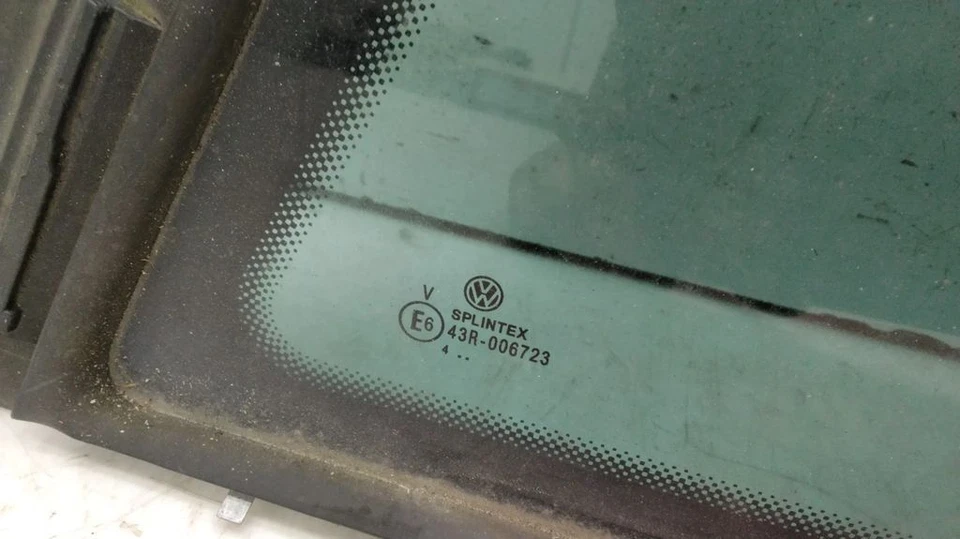 V
SPLINTEX
E6 43R-006723
4 ..